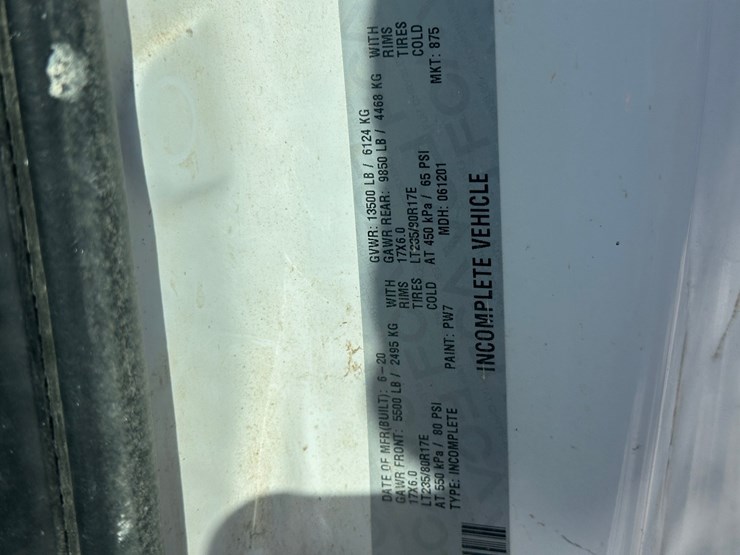 DATE OF MFR(BUILT): 6-20 GVWR: 13500 LB / 6124 KG
GAWR FRONT: 5500 LB / 2495 KG WITH GAWR REAR: 9850 LB / 4468 KG WITH
17X6.0 RIMS 17X6.0 RIMS
LT235/80R17E TIRES LT235/80R17E TIRES
AT 550 kPa / 80 PSI COLD AT 450 kPa / 65 PSI COLD
TYPE: INCOMPLETE PAINT: PW7 MDH: 061201 MKT: 875
INCOMPLETE VEHICLE